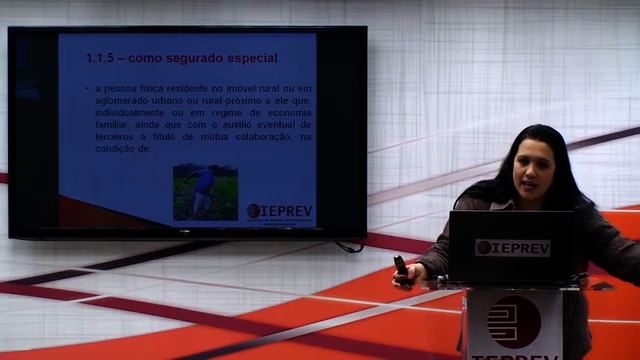 1.1.5 – como segurado especial
• a pessoa física residente no imóvel rural ou em
aglomerado urbano ou rural próximo a ele que,
individualmente ou em regime de economia
familiar, ainda que com o auxílio eventual de
terceiros a título de mútua colaboração, na
condição de:
IEPREV
IEPREV
IEPREV